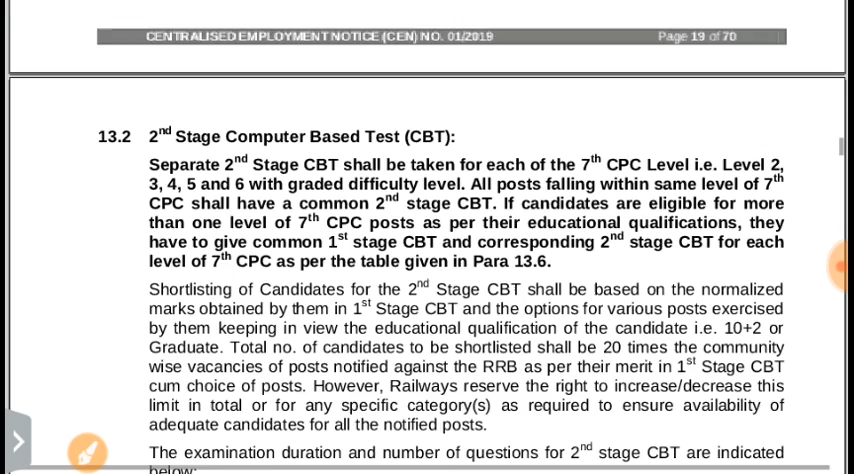 CENTRALISED EMPLOYMENT NOTICE (CEN) NO. 01/2019 Page 19 of 70
13.2 2nd Stage Computer Based Test (CBT):
Separate 2nd Stage CBT shall be taken for each of the 7th CPC Level i.e. Level 2,
3, 4, 5 and 6 with graded difficulty level. All posts falling within same level of 7th
CPC shall have a common 2nd stage CBT. If candidates are eligible for more
than one level of 7th CPC posts as per their educational qualifications, they
have to give common 1st stage CBT and corresponding 2nd stage CBT for each
level of 7th CPC as per the table given in Para 13.6.
Shortlisting of Candidates for the 2nd Stage CBT shall be based on the normalized
marks obtained by them in 1st Stage CBT and the options for various posts exercised
by them keeping in view the educational qualification of the candidate i.e. 10+2 or
Graduate. Total no. of candidates to be shortlisted shall be 20 times the community
wise vacancies of posts notified against the RRB as per their merit in 1st Stage CBT
cum choice of posts. However, Railways reserve the right to increase/decrease this
limit in total or for any specific category(s) as required to ensure availability of
adequate candidates for all the notified posts.
The examination duration and number of questions for 2nd stage CBT are indicated
below: